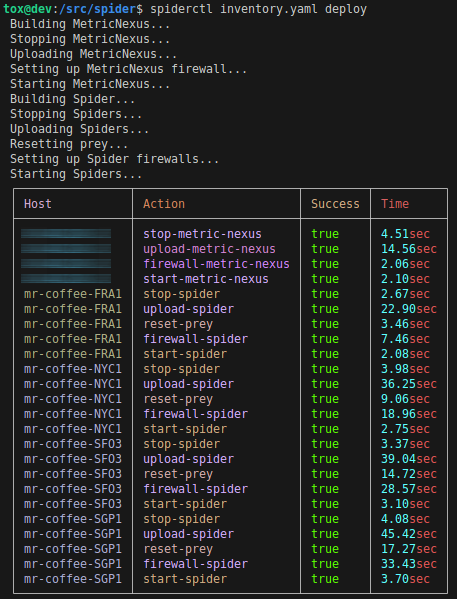 tox@dev:/src/spider$ spiderctl inventory.yaml deploy
Building MetricNexus...
Stopping MetricNexus...
Uploading MetricNexus...
Setting up MetricNexus firewall...
Starting MetricNexus...
Building Spider...
Stopping Spiders...
Uploading Spiders...
Resetting prey...
Setting up Spider firewalls...
Starting Spiders...
Host Action Success Time
stop-metric-nexus true 4.51sec
upload-metric-nexus true 14.56sec
firewall-metric-nexus true 2.06sec
start-metric-nexus true 2.10sec
mr-coffee-FRA1 stop-spider true 2.67sec
mr-coffee-FRA1 upload-spider true 22.90sec
mr-coffee-FRA1 reset-prey true 3.46sec
mr-coffee-FRA1 firewall-spider true 7.46sec
mr-coffee-FRA1 start-spider true 2.08sec
mr-coffee-NYC1 stop-spider true 3.98sec
mr-coffee-NYC1 upload-spider true 36.25sec
mr-coffee-NYC1 reset-prey true 9.06sec
mr-coffee-NYC1 firewall-spider true 18.96sec
mr-coffee-NYC1 start-spider true 2.75sec
mr-coffee-SFO3 stop-spider true 3.37sec
mr-coffee-SFO3 upload-spider true 39.04sec
mr-coffee-SFO3 reset-prey true 14.72sec
mr-coffee-SFO3 firewall-spider true 28.57sec
mr-coffee-SFO3 start-spider true 3.10sec
mr-coffee-SGP1 stop-spider true 4.08sec
mr-coffee-SGP1 upload-spider true 45.42sec
mr-coffee-SGP1 reset-prey true 17.27sec
mr-coffee-SGP1 firewall-spider true 33.43sec
mr-coffee-SGP1 start-spider true 3.70sec